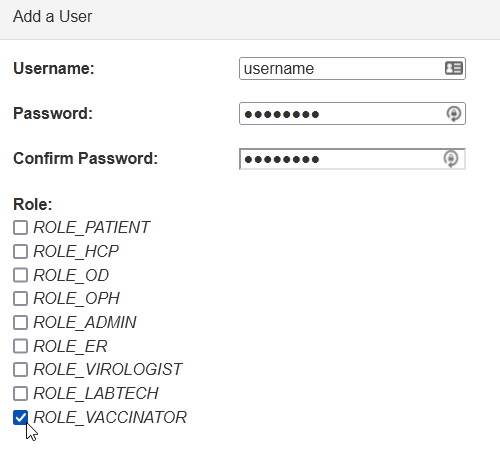 Add a User
Username: username
Password: ●●●●●●●●
Confirm Password: ●●●●●●●●
Role:
ROLE_PATIENT
ROLE_HCP
ROLE_OD
ROLE_OPH
ROLE_ADMIN
ROLE_ER
ROLE_VIROLOGIST
ROLE_LABTECH
ROLE_VACCINATOR